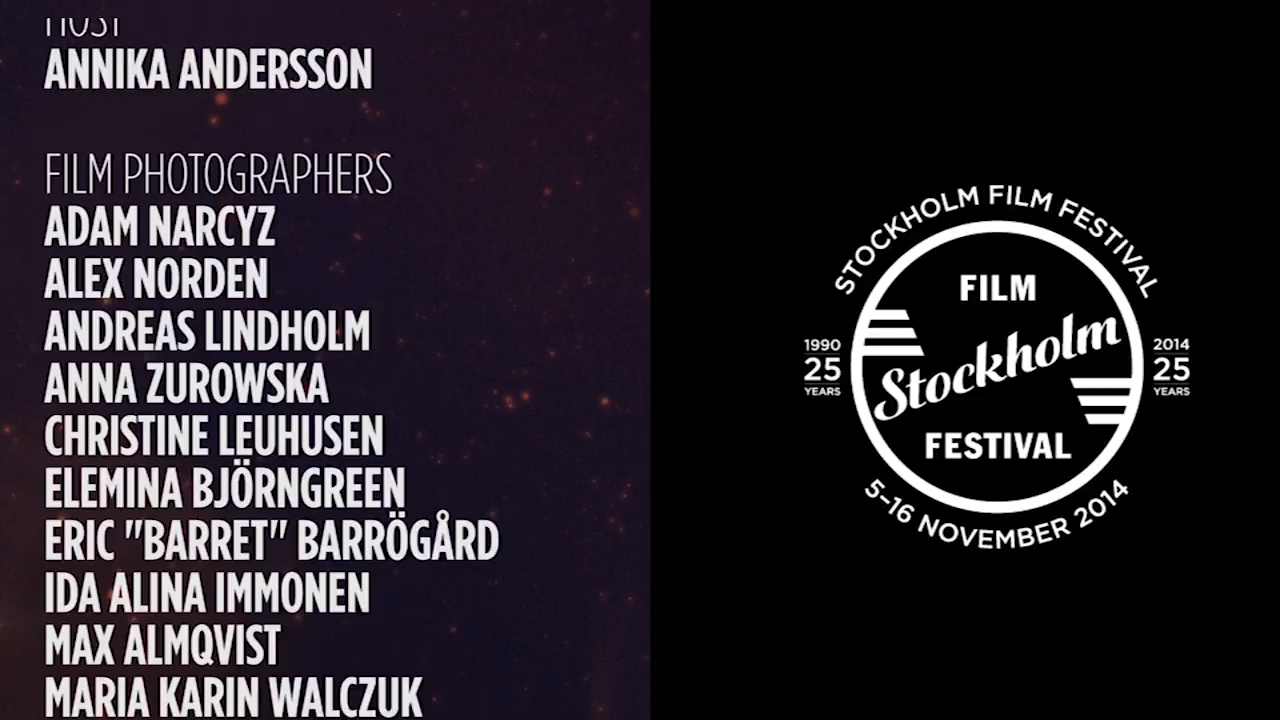 HOST
ANNIKA ANDERSSON
FILM PHOTOGRAPHERS
ADAM NARCYZ
ALEX NORDEN
ANDREAS LINDHOLM
ANNA ZUROWSKA
CHRISTINE LEUHUSEN
ELEMINA BJÖRNGREEN
ERIC "BARRET" BARRÖGÅRD
IDA ALINA IMMONEN
MAX ALMQVIST
MARIA KARIN WALCZUK
STOCKHOLM FILM FESTIVAL
FILM
Stockholm
FESTIVAL
1990
25
YEARS
2014
25
YEARS
5–16 NOVEMBER 2014